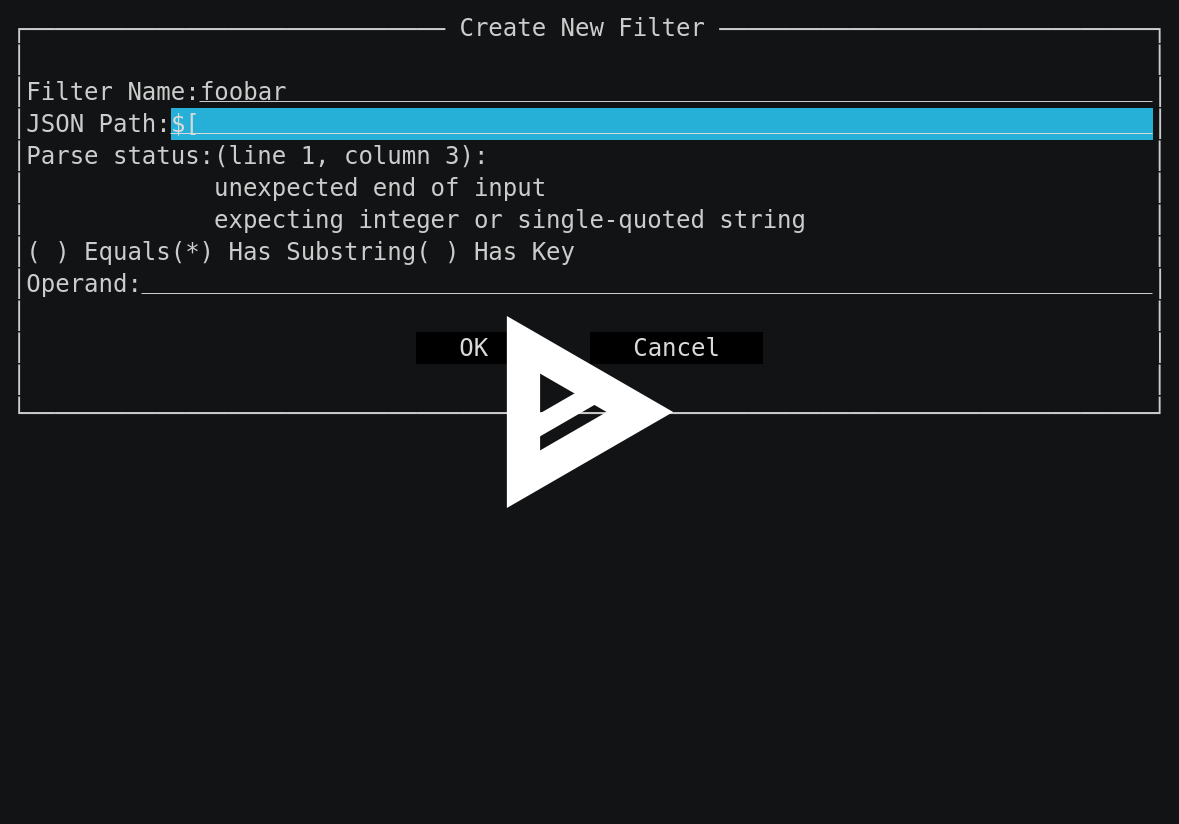 Create New Filter
Filter Name:foobar
JSON Path:$[
Parse status:(line 1, column 3):
unexpected end of input
expecting integer or single-quoted string
( ) Equals(*) Has Substring( ) Has Key
Operand:
OK Cancel